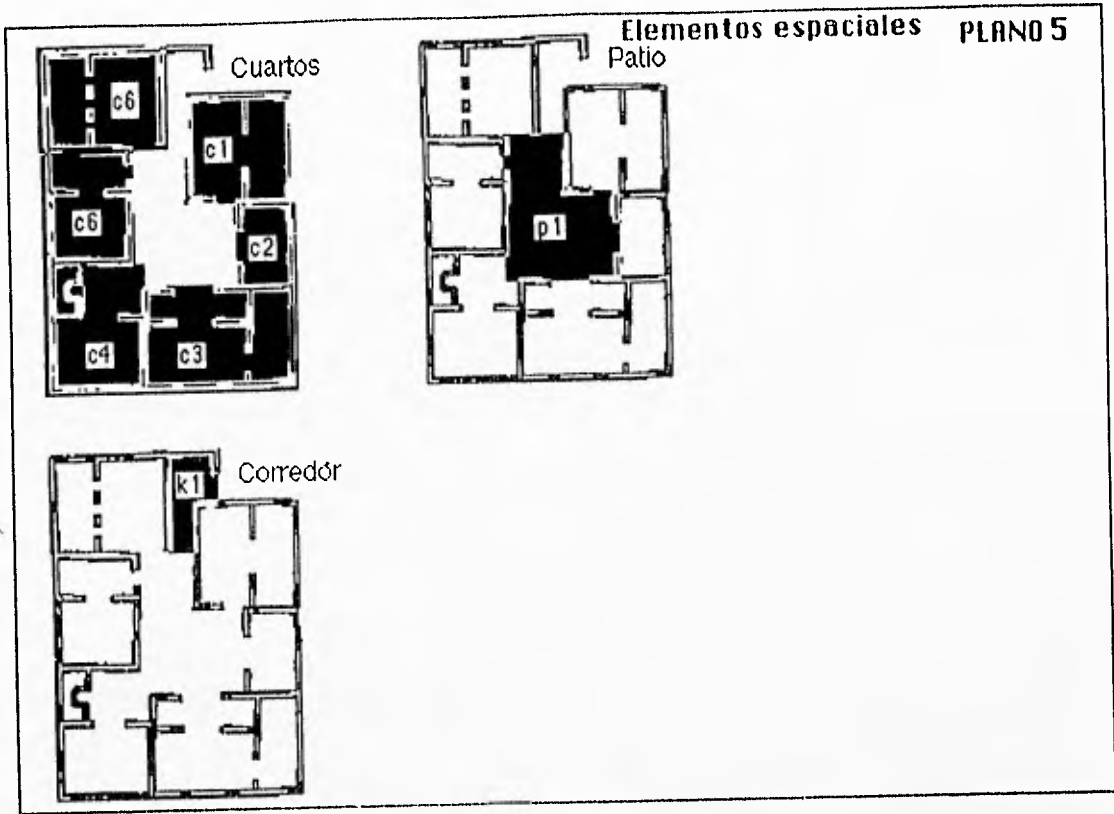 Elementos espaciales PLANO 5
Cuartos
c6
c1
c6
c2
c4
c3
Patio
p1
Corredór
k1